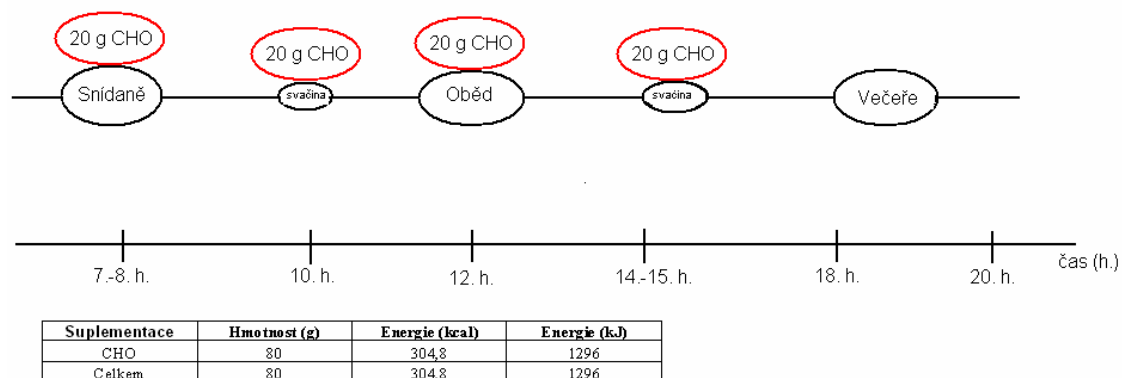 20 g CHO 20 g CHO 20 g CHO 20 g CHO
Snídaně svačina Oběd svačina Večeře
7.-8. h. 10. h. 12. h. 14.-15. h. 18. h. 20. h. čas (h.)
Suplementace Hmotnost (g) Energie (kcal) Energie (kJ)
CHO 80 304,8 1296
Celkem 80 304,8 1296